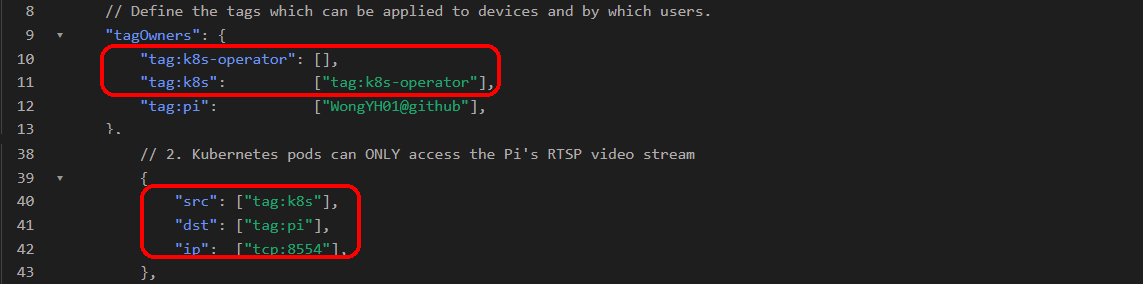 8 // Define the tags which can be applied to devices and by which users.
9 "tagOwners": {
10 "tag:k8s-operator": [],
11 "tag:k8s": ["tag:k8s-operator"],
12 "tag:pi": ["WongYH01@github"],
13 },
38 // 2. Kubernetes pods can ONLY access the Pi's RTSP video stream
39 {
40 "src": ["tag:k8s"],
41 "dst": ["tag:pi"],
42 "ip": ["tcp:8554"],
43 },